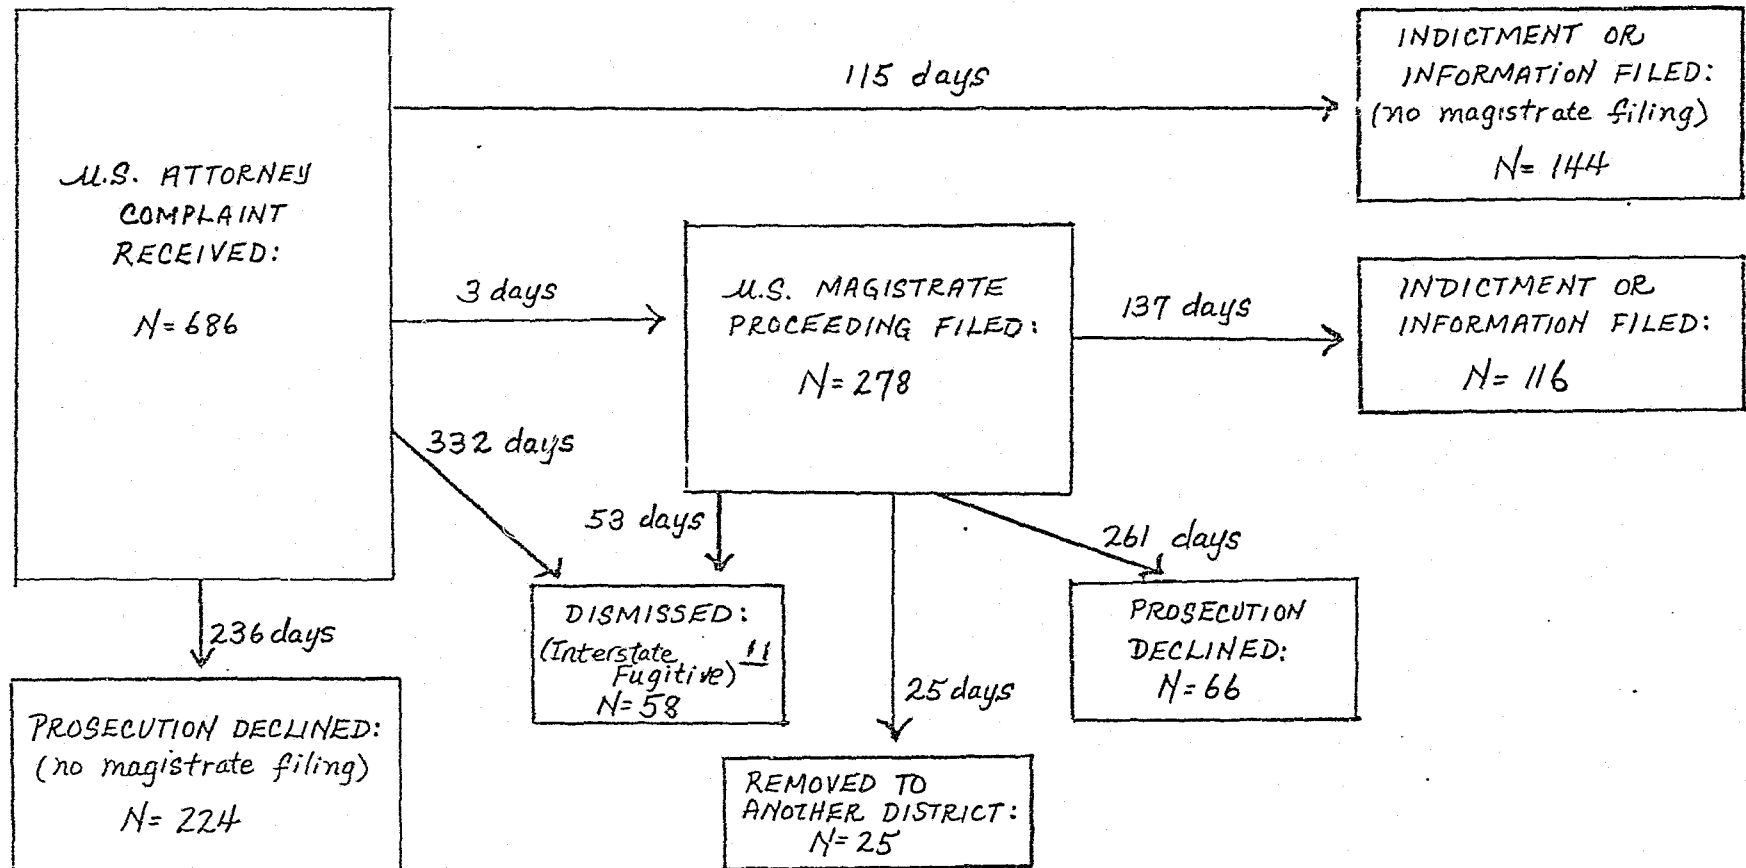 U.S. ATTORNEY
COMPLAINT
RECEIVED:
N=686
115 days
INDICTMENT OR
INFORMATION FILED:
(no magistrate filing)
N=144
3 days
U.S. MAGISTRATE
PROCEEDING FILED:
N=278
137 days
INDICTMENT OR
INFORMATION FILED:
N=116
332 days
53 days
261 days
236 days
DISMISSED:
(Interstate 11
Fugitive)
N=58
25 days
PROSECUTION
DECLINED:
N=66
PROSECUTION DECLINED:
(no magistrate filing)
N=224
REMOVED TO
ANOTHER DISTRICT:
N=25